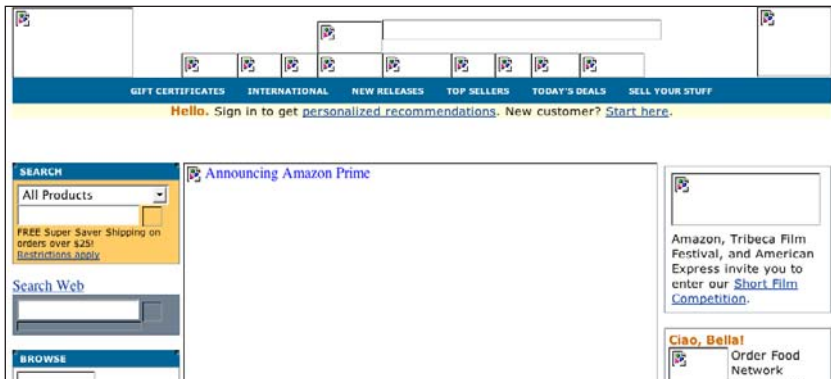 GIFT CERTIFICATES INTERNATIONAL NEW RELEASES TOP SELLERS TODAY'S DEALS SELL YOUR STUFF
Hello. Sign in to get personalized recommendations. New customer? Start here.
SEARCH
All Products
FREE Super Saver Shipping on
orders over $25!
Restrictions apply
Search Web
BROWSE
Announcing Amazon Prime
Amazon, Tribeca Film
Festival, and American
Express invite you to
enter our Short Film
Competition.
Ciao, Bella!
Order Food
Network